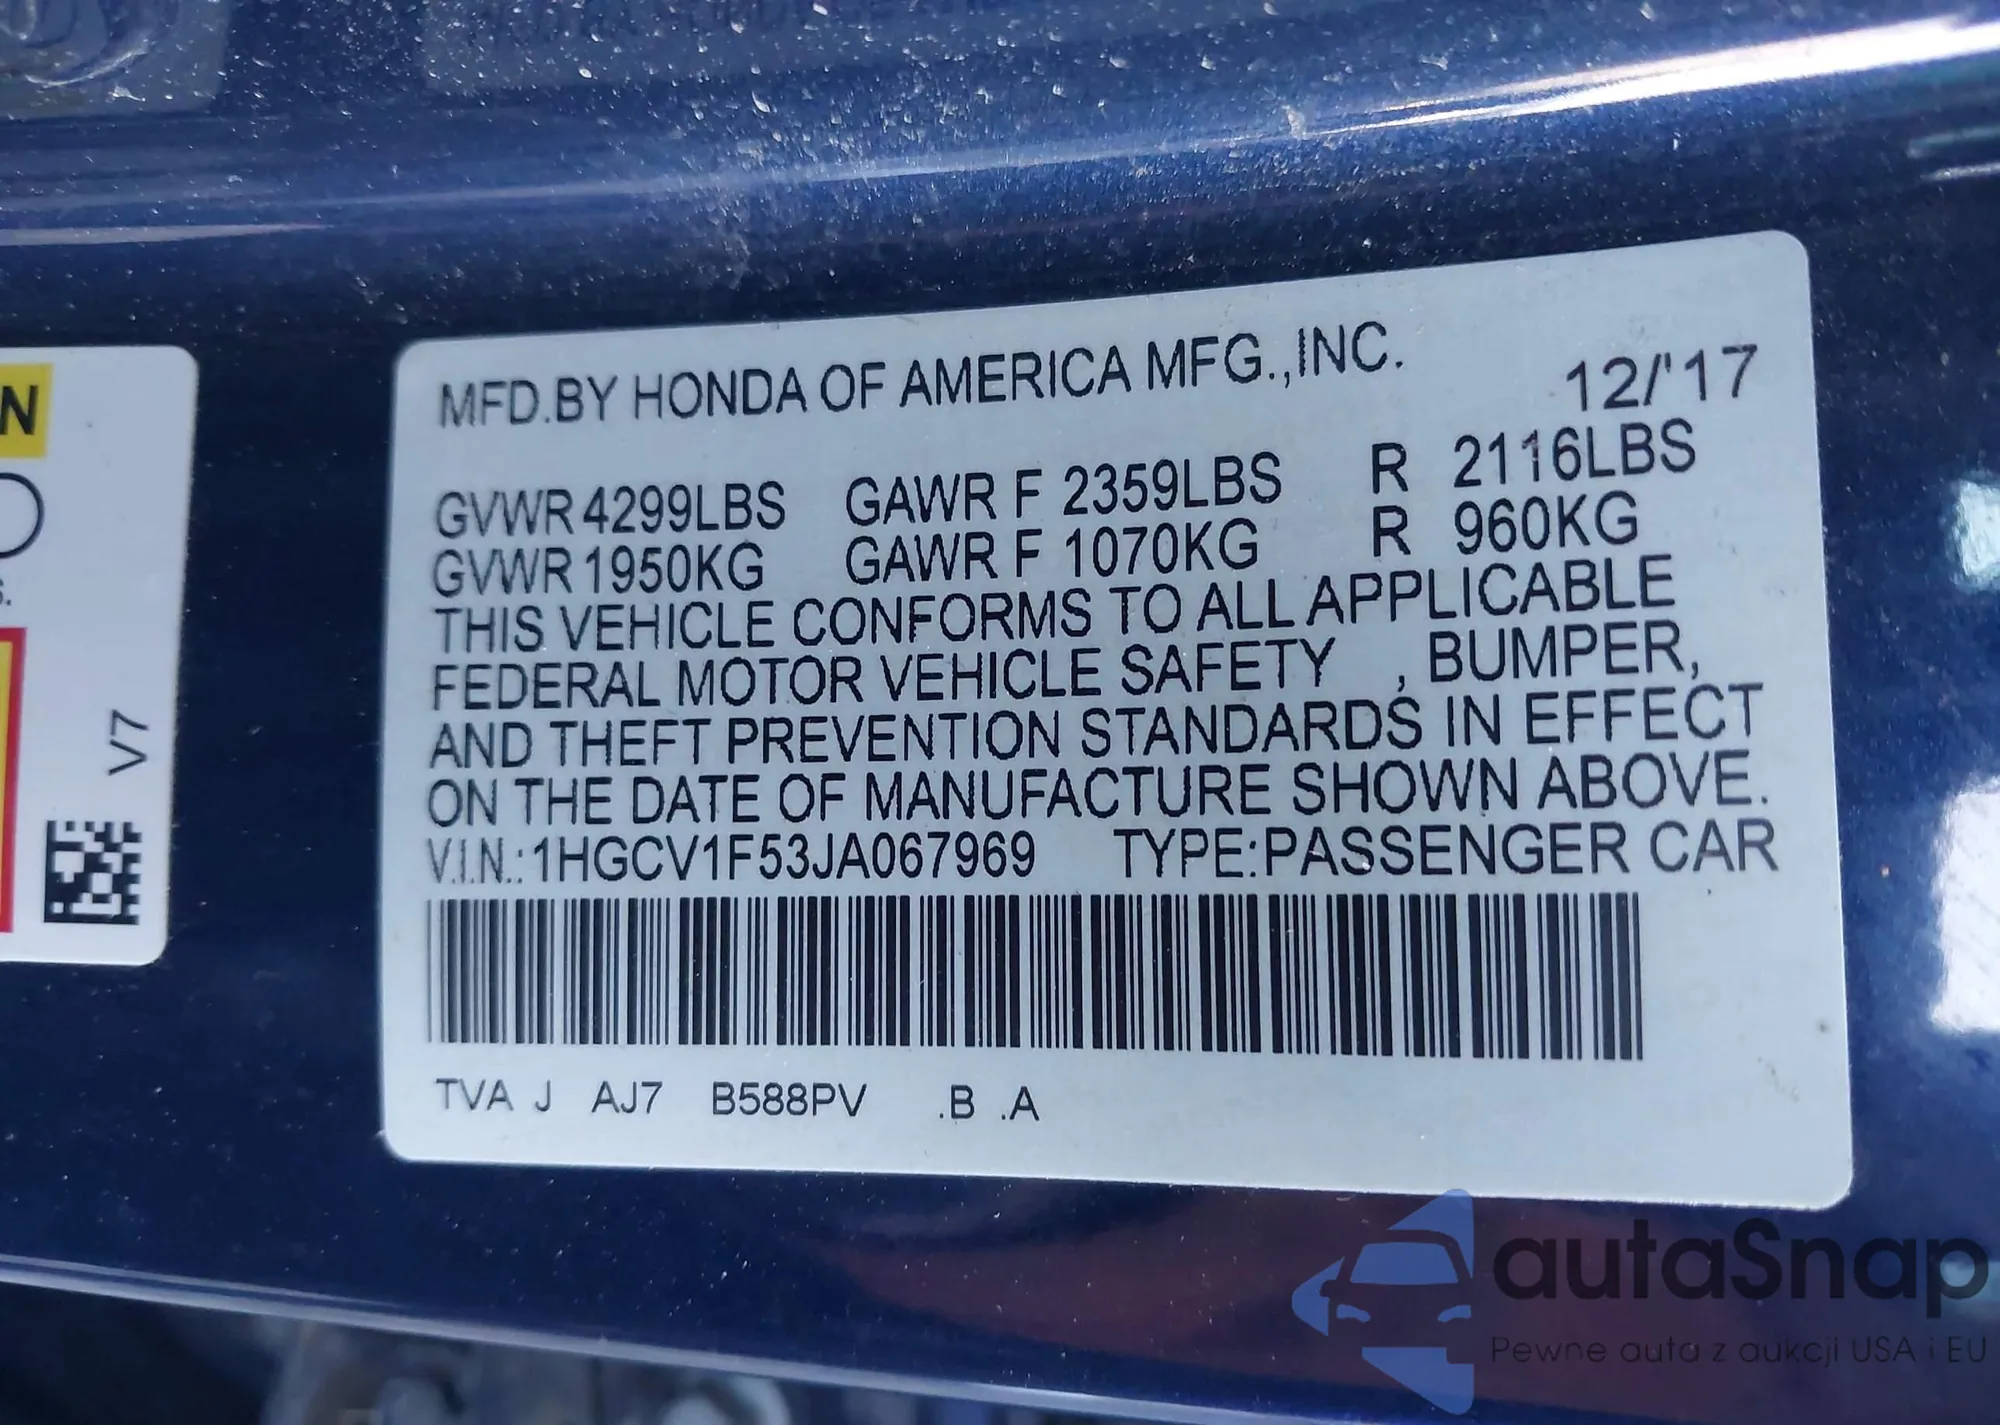 MFD.BY HONDA OF AMERICA MFG.,INC. 12/'17
GVWR 4299LBS GAWR F 2359LBS R 2116LBS
GVWR 1950KG GAWR F 1070KG R 960KG
THIS VEHICLE CONFORMS TO ALL APPLICABLE
FEDERAL MOTOR VEHICLE SAFETY , BUMPER,
AND THEFT PREVENTION STANDARDS IN EFFECT
ON THE DATE OF MANUFACTURE SHOWN ABOVE.
V.I.N.:1HGCV1F53JA067969 TYPE:PASSENGER CAR
TVA J AJ7 B588PV .B .A
N
V7
autaSnap
Pewne auta z aukcji USA i EU